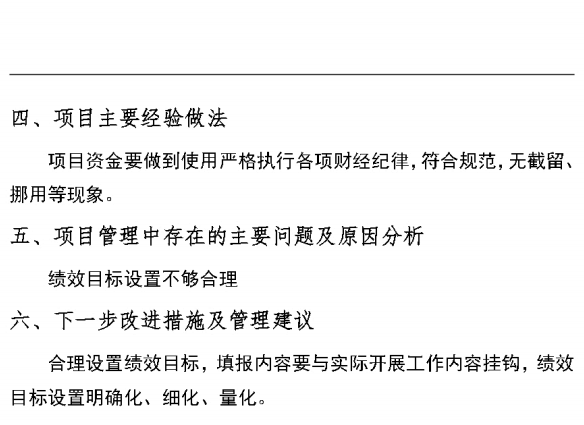 四、项目主要经验做法
项目资金要做到使用严格执行各项财经纪律，符合规范，无截留、
挪用等现象。
五、项目管理中存在的主要问题及原因分析
绩效目标设置不够合理
六、下一步改进措施及管理建议
合理设置绩效目标，填报内容要与实际开展工作内容挂钩，绩效
目标设置明确化、细化、量化。